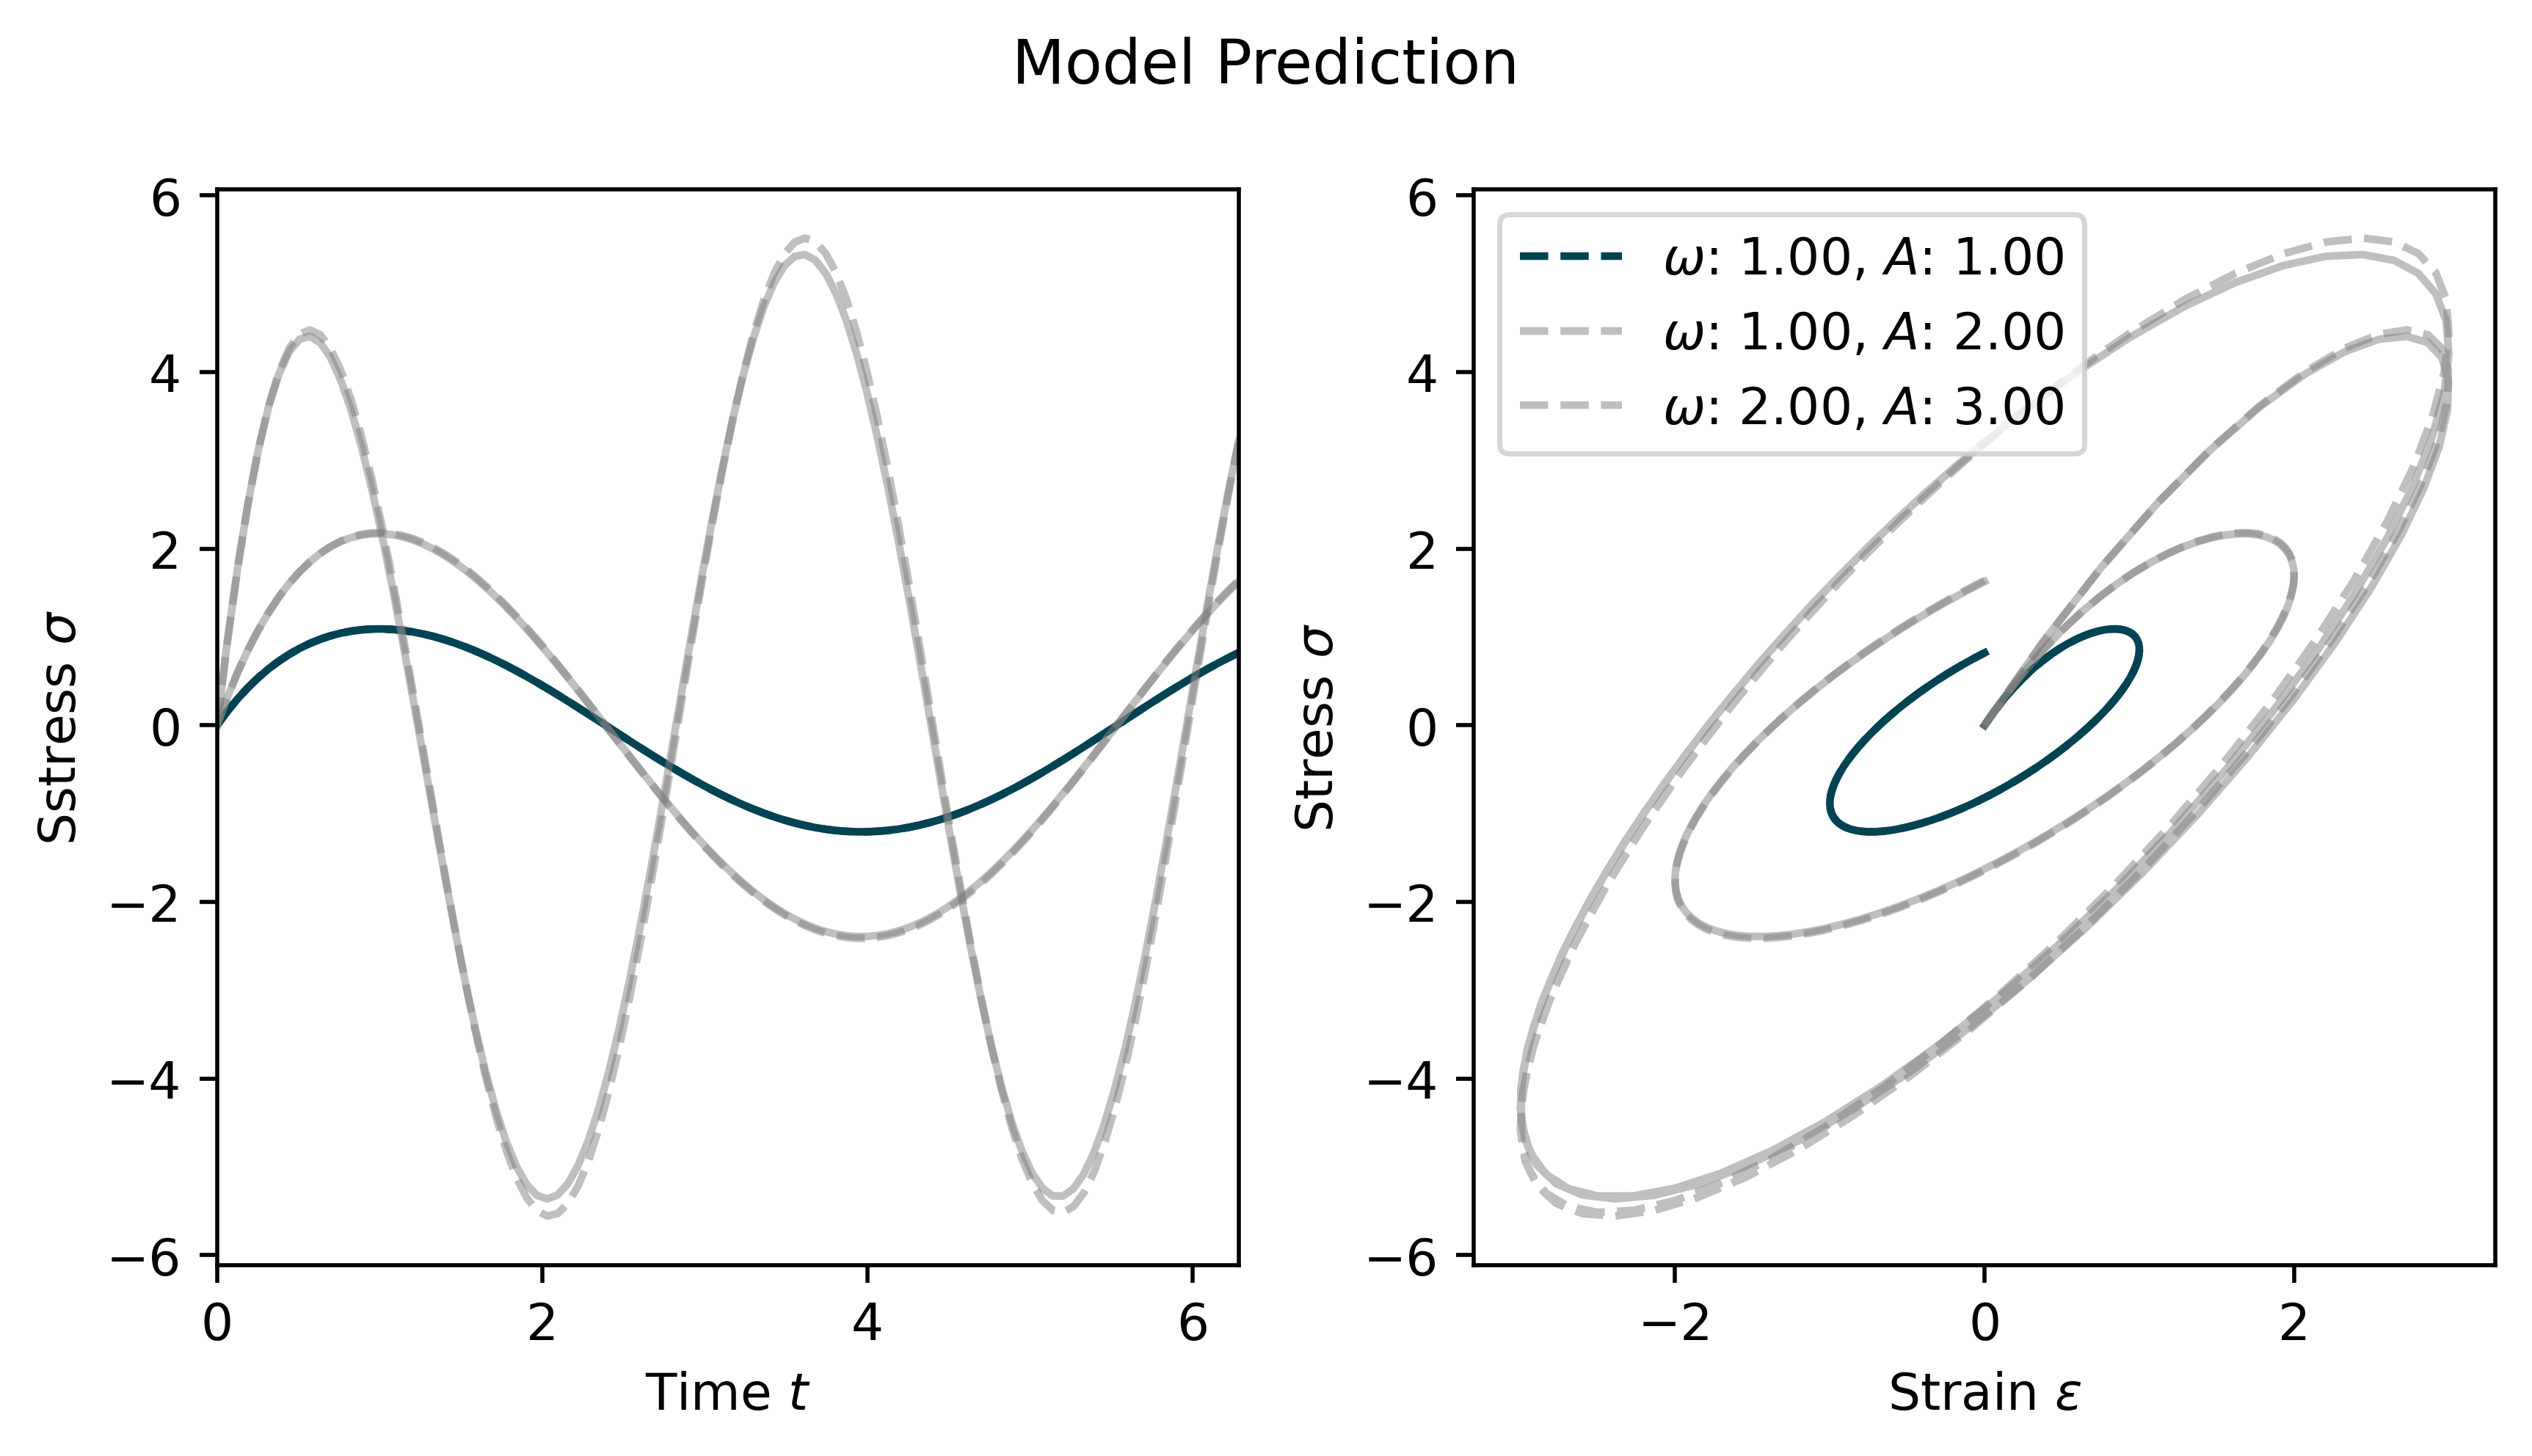 Model Prediction
6
4
2
0
−2
−4
−6
Sstress σ
0 2 4 6
Time t
6
4
2
0
−2
−4
−6
Stress σ
ω: 1.00, A: 1.00
ω: 1.00, A: 2.00
ω: 2.00, A: 3.00
−2 0 2
Strain ε